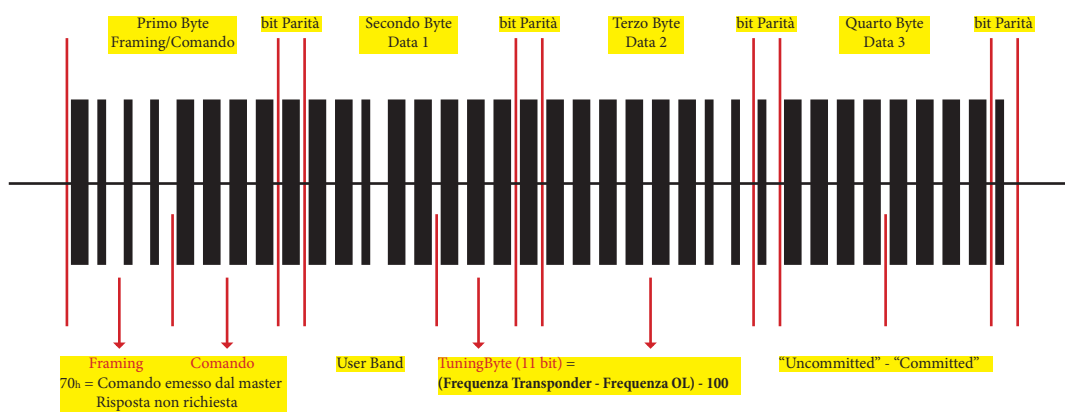 Primo Byte
Framing/Comando
bit Parità
Secondo Byte
Data 1
bit Parità
Terzo Byte
Data 2
bit Parità
Quarto Byte
Data 3
bit Parità
Framing Comando
70h = Comando emesso dal master
Risposta non richiesta
User Band
TuningByte (11 bit) =
(Frequenza Transponder - Frequenza OL) - 100
“Uncommitted” - “Committed”